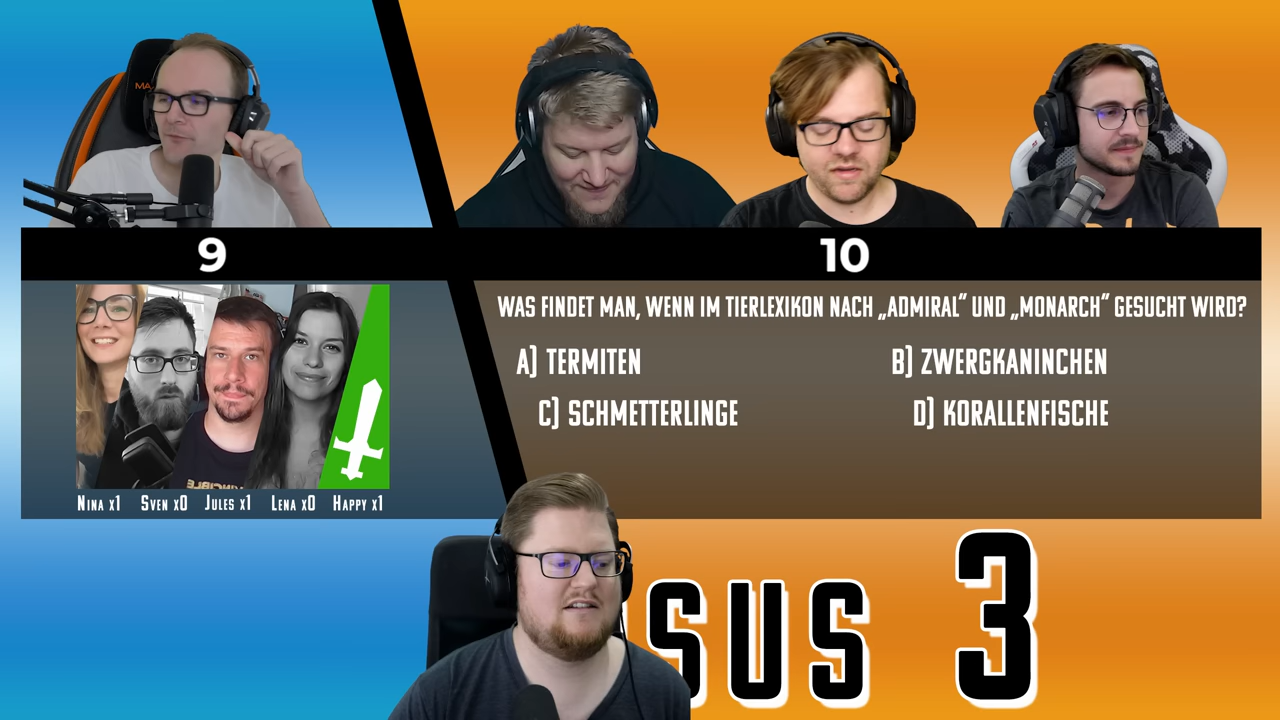 MA
9
10
WAS FINDET MAN, WENN IM TIERLEXIKON NACH „ADMIRAL“ UND „MONARCH” GESUCHT WIRD?
A) TERMITEN
B) ZWERGKANINCHEN
C) SCHMETTERLINGE
D) KORALLENFISCHE
NINA X1 SVEN X0 JULES X1 LENA X0 HAPPY X1
SUS 3